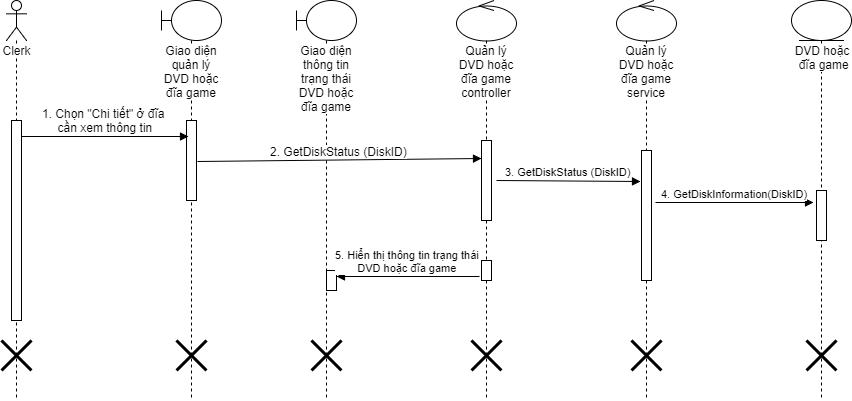 Clerk
Giao diện
quản lý
DVD hoặc
đĩa game
Giao diện
thông tin
trạng thái
DVD hoặc
đĩa game
Quản lý
DVD hoặc
đĩa game
controller
Quản lý
DVD hoặc
đĩa game
service
DVD hoặc
đĩa game
1. Chọn "Chi tiết" ở đĩa
cần xem thông tin
2. GetDiskStatus (DiskID)
3. GetDiskStatus (DiskID)
4. GetDiskInformation(DiskID)
5. Hiển thị thông tin trạng thái
DVD hoặc đĩa game